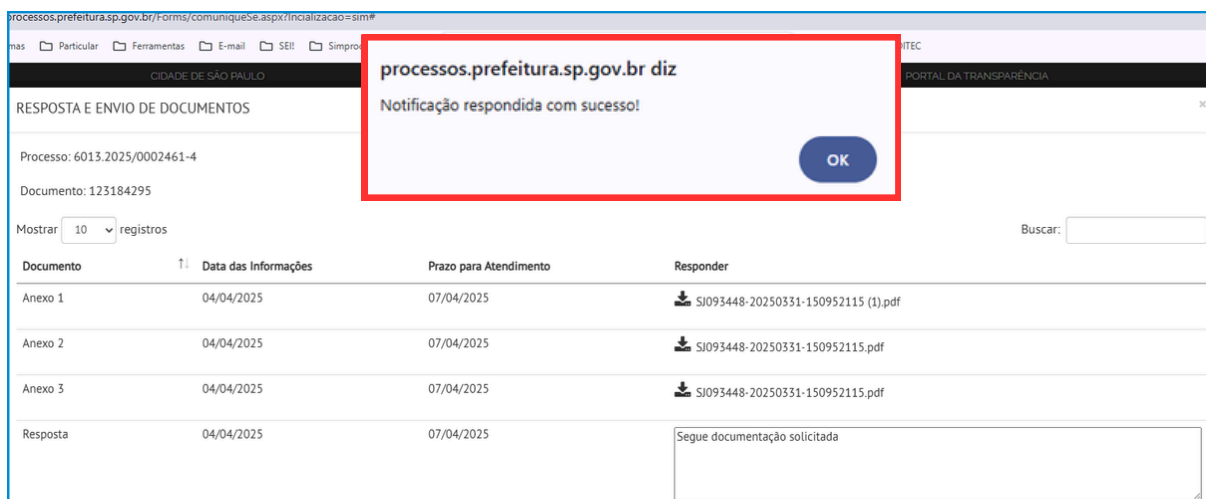 processos.prefeitura.sp.gov.br/Forms/comuniqueSe.aspx?Incialização=sim#
mas Particular Ferramentas E-mail SEI! Simproc DITEC
CIDADE DE SÃO PAULO PORTAL DA TRANSPARÊNCIA
processos.prefeitura.sp.gov.br diz
Notificação respondida com sucesso!
OK
RESPOSTA E ENVIO DE DOCUMENTOS
Processo: 6013.2025/0002461-4
Documento: 123184295
Mostrar 10 registros Buscar:
Documento Data das Informações Prazo para Atendimento Responder
Anexo 1 04/04/2025 07/04/2025 SJ093448-20250331-150952115 (1).pdf
Anexo 2 04/04/2025 07/04/2025 SJ093448-20250331-150952115.pdf
Anexo 3 04/04/2025 07/04/2025 SJ093448-20250331-150952115.pdf
Resposta 04/04/2025 07/04/2025 Segue documentação solicitada